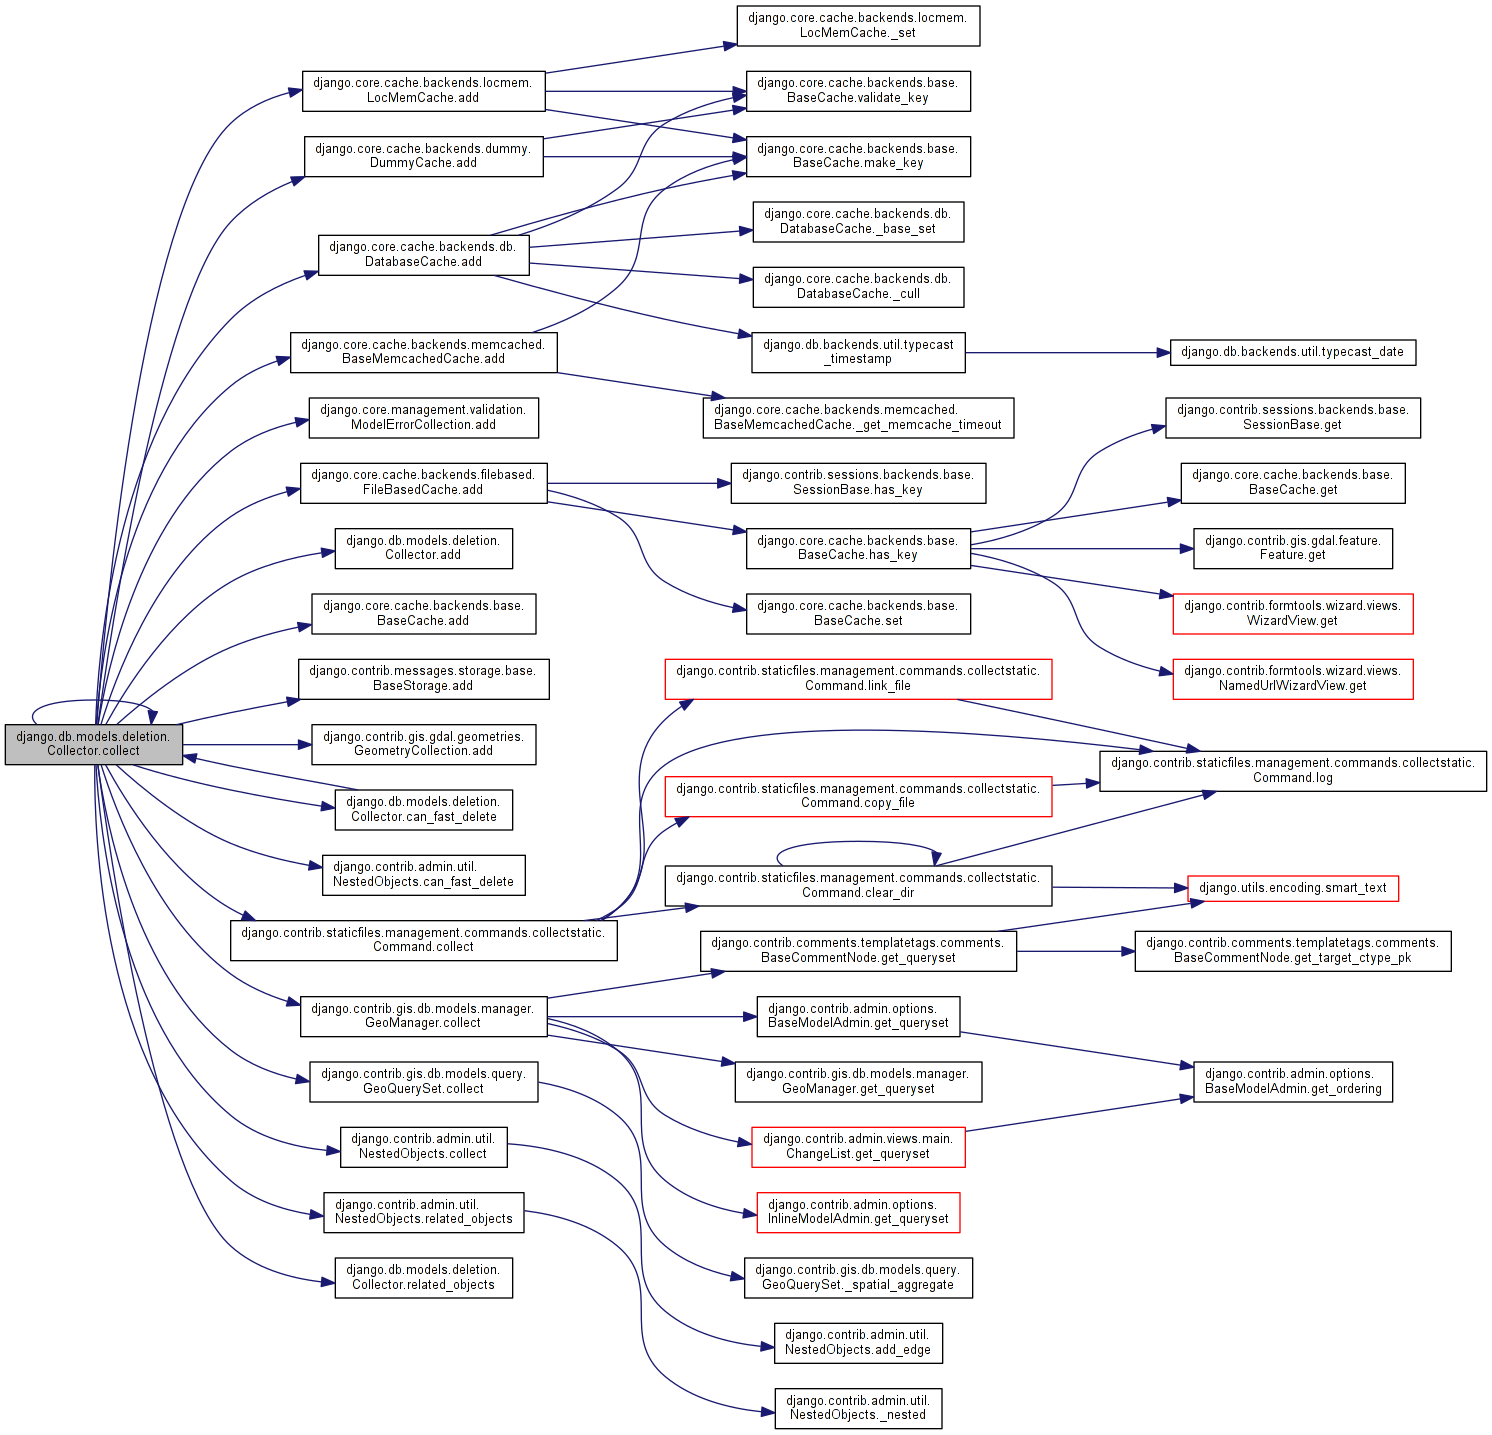 django.core.cache.backends.locmem.
LocMemCache._set
django.core.cache.backends.locmem.
LocMemCache.add
django.core.cache.backends.base.
BaseCache.validate_key
django.core.cache.backends.dummy.
DummyCache.add
django.core.cache.backends.base.
BaseCache.make_key
django.core.cache.backends.db.
DatabaseCache._base_set
django.core.cache.backends.db.
DatabaseCache.add
django.core.cache.backends.db.
DatabaseCache._cull
django.core.cache.backends.memcached.
BaseMemcachedCache.add
django.db.backends.util.typecast
_timestamp
django.db.backends.util.typecast_date
django.core.management.validation.
ModelErrorCollection.add
django.core.cache.backends.memcached.
BaseMemcachedCache._get_memcache_timeout
django.contrib.sessions.backends.base.
SessionBase.get
django.core.cache.backends.filebased.
FileBasedCache.add
django.contrib.sessions.backends.base.
SessionBase.has_key
django.core.cache.backends.base.
BaseCache.get
django.db.models.deletion.
Collector.add
django.core.cache.backends.base.
BaseCache.has_key
django.contrib.gis.gdal.feature.
Feature.get
django.core.cache.backends.base.
BaseCache.add
django.core.cache.backends.base.
BaseCache.set
django.contrib.formtools.wizard.views.
WizardView.get
django.contrib.messages.storage.base.
BaseStorage.add
django.contrib.staticfiles.management.commands.collectstatic.
Command.link_file
django.contrib.formtools.wizard.views.
NamedUrlWizardView.get
django.db.models.deletion.
Collector.collect
django.contrib.gis.gdal.geometries.
GeometryCollection.add
django.contrib.staticfiles.management.commands.collectstatic.
Command.log
django.db.models.deletion.
Collector.can_fast_delete
django.contrib.staticfiles.management.commands.collectstatic.
Command.copy_file
django.contrib.admin.util.
NestedObjects.can_fast_delete
django.contrib.staticfiles.management.commands.collectstatic.
Command.clear_dir
django.utils.encoding.smart_text
django.contrib.staticfiles.management.commands.collectstatic.
Command.collect
django.contrib.comments.templatetags.comments.
BaseCommentNode.get_queryset
django.contrib.comments.templatetags.comments.
BaseCommentNode.get_target_ctype_pk
django.contrib.gis.db.models.manager.
GeoManager.collect
django.contrib.admin.options.
BaseModelAdmin.get_queryset
django.contrib.gis.db.models.query.
GeoQuerySet.collect
django.contrib.gis.db.models.manager.
GeoManager.get_queryset
django.contrib.admin.options.
BaseModelAdmin.get_ordering
django.contrib.admin.util.
NestedObjects.collect
django.contrib.admin.views.main.
ChangeList.get_queryset
django.contrib.admin.util.
NestedObjects.related_objects
django.contrib.admin.options.
InlineModelAdmin.get_queryset
django.db.models.deletion.
Collector.related_objects
django.contrib.gis.db.models.query.
GeoQuerySet._spatial_aggregate
django.contrib.admin.util.
NestedObjects.add_edge
django.contrib.admin.util.
NestedObjects._nested